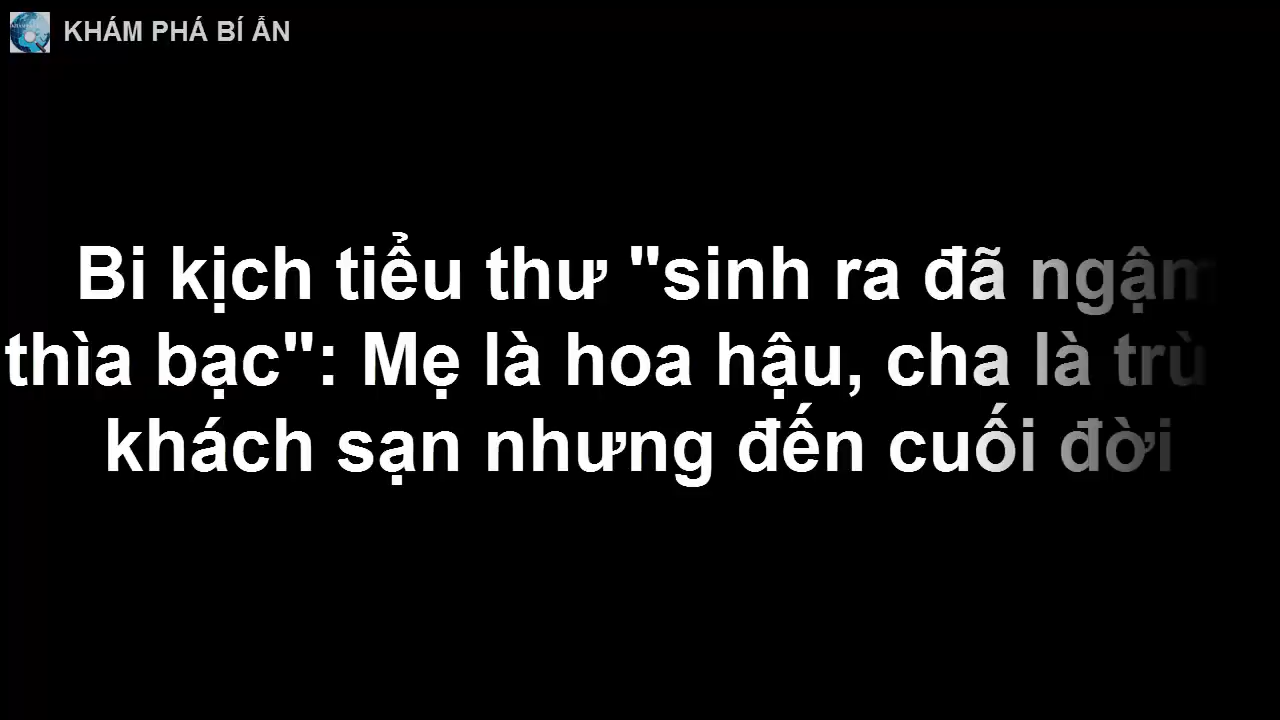 KHÁM PHÁ BÍ ẨN
Bi kịch tiểu thư "sinh ra đã ngậm
thìa bạc": Mẹ là hoa hậu, cha là trù
khách sạn nhưng đến cuối đời